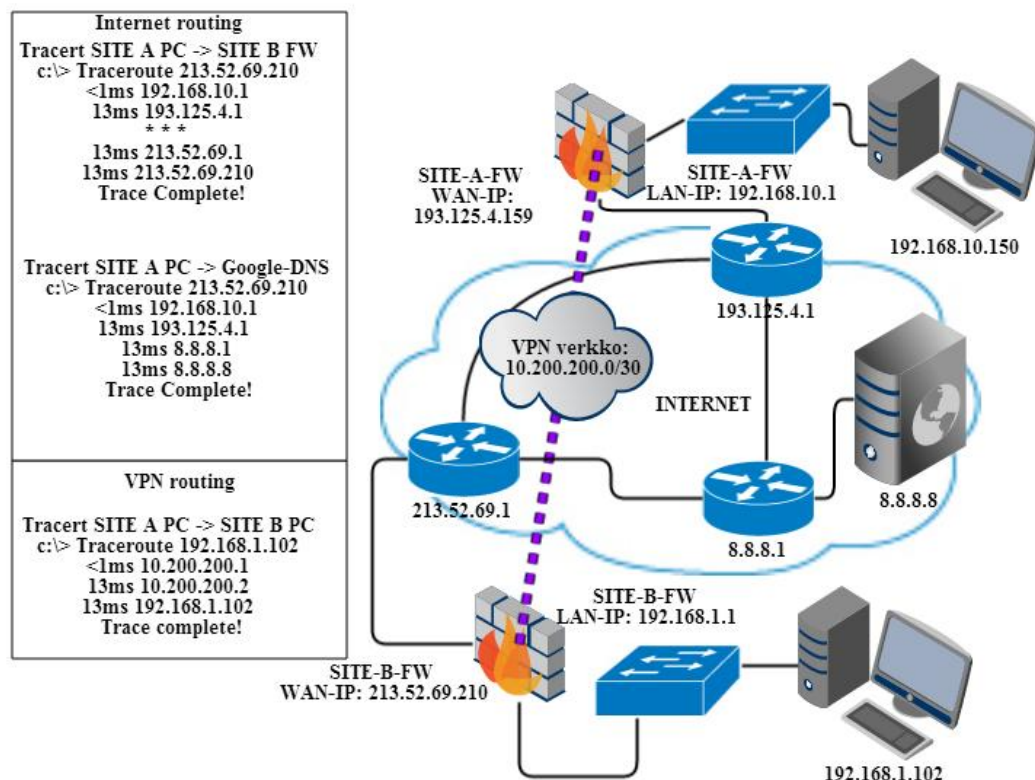 Internet routing
Tracert SITE A PC -> SITE B FW
c:\> Traceroute 213.52.69.210
<1ms 192.168.10.1
13ms 193.125.4.1
* * *
13ms 213.52.69.1
13ms 213.52.69.210
Trace Complete!
Tracert SITE A PC -> Google-DNS
c:\> Traceroute 213.52.69.210
<1ms 192.168.10.1
13ms 193.125.4.1
13ms 8.8.8.1
13ms 8.8.8.8
Trace Complete!
VPN routing
Tracert SITE A PC -> SITE B PC
c:\> Traceroute 192.168.1.102
<1ms 10.200.200.1
13ms 10.200.200.2
13ms 192.168.1.102
Trace complete!
SITE-A-FW
WAN-IP:
193.125.4.159
SITE-A-FW
LAN-IP: 192.168.10.1
192.168.10.150
193.125.4.1
VPN verkko:
10.200.200.0/30
INTERNET
213.52.69.1
8.8.8.1
8.8.8.8
SITE-B-FW
LAN-IP: 192.168.1.1
SITE-B-FW
WAN-IP: 213.52.69.210
192.168.1.102